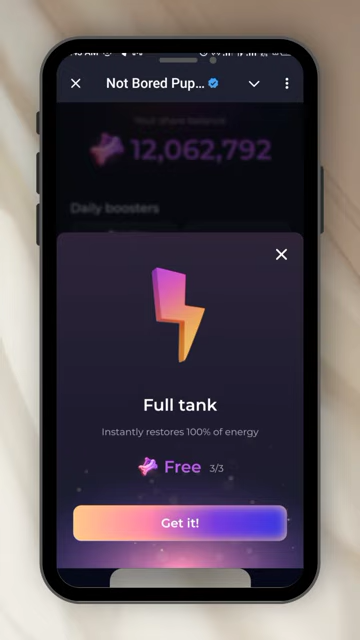 Not Bored Pup...
Your share balance
12,062,792
Daily boosters
Full tank
Instantly restores 100% of energy
Free 3/3
Get it!